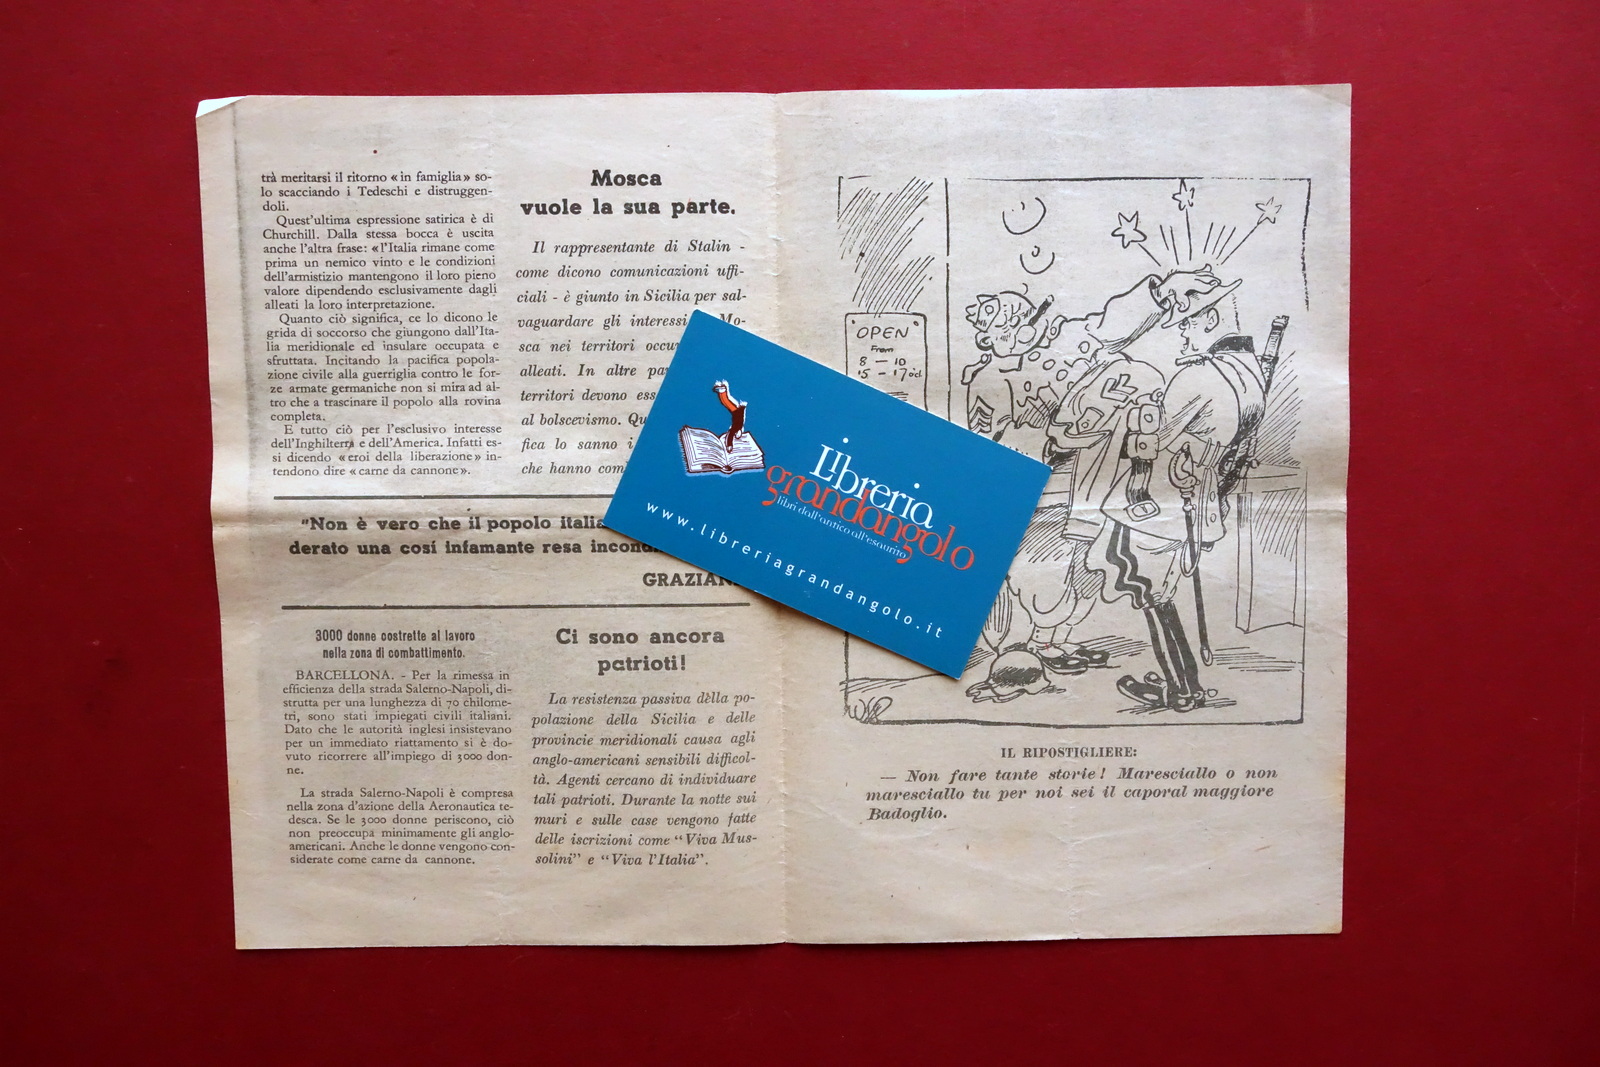 trà meritarsi il ritorno « in famiglia » so-
lo scacciando i Tedeschi e distruggen-
doli.
Quest'ultima espressione satirica è di
Churchill. Dalla stessa bocca è uscita
anche l'altra frase: «l'Italia rimane come
prima un nemico vinto e le condizioni
dell'armistizio mantengono il loro pieno
valore dipendendo esclusivamente dagli
alleati la loro interpretazione.
Quanto ciò significa, ce lo dicono le
grida di soccorso che giungono dall'Ita-
lia meridionale ed insulare occupata e
sfruttata. Incitando la pacifica popola-
zione civile alla guerriglia contro le for-
ze armate germaniche non si mira ad al-
tro che a trascinare il popolo alla rovina
completa.
E tutto ciò per l'esclusivo interesse
dell'Inghilterra e dell'America. Infatti es-
si dicendo « eroi della liberazione » in-
tendono dire « carne da cannone ».
Mosca
vuole la sua parte.
Il rappresentante di Stalin -
come dicono comunicazioni uffi-
ciali - è giunto in Sicilia per sal-
vaguardare gli interessi Mo-
sca nei territori
alleati. In altre
territori devono
al bolscevismo.
fica lo sanno i
che hanno
"Non è vero che il popolo
derato una cosí infamante resa
GRAZIANI
3000 donne costrette al lavoro
nella zona di combattimento.
BARCELLONA. - Per la rimessa in
efficienza della strada Salerno-Napoli, di-
strutta per una lunghezza di 70 chilome-
tri, sono stati impiegati civili italiani.
Dato che le autorità inglesi insistevano
per un immediato riattamento si è do-
vuto ricorrere all'impiego di 3000 don-
ne.
La strada Salerno-Napoli è compresa
nella zona d'azione della Aeronautica te-
desca. Se le 3000 donne periscono, ciò
non preoccupa minimamente gli anglo-
americani. Anche le donne vengono con-
siderate come carne da cannone.
Ci sono ancora
patrioti!
La resistenza passiva della po-
polazione della Sicilia e delle
provincie meridionali causa agli
anglo-americani sensibili difficol-
tà. Agenti cercano di individuare
tali patrioti. Durante la notte sui
muri e sulle case vengono fatte
delle iscrizioni come "Viva Mus-
solini" e "Viva l'Italia".
OPEN
From
8 — 10
15 — 17 ocl.
IL RIPOSTIGLIERE:
— Non fare tante storie! Maresciallo o non
maresciallo tu per noi sei il caporal maggiore
Badoglio.
Libreria
grandangolo
libri dall'antico all'esaurito
www.libreriagrandangolo.it